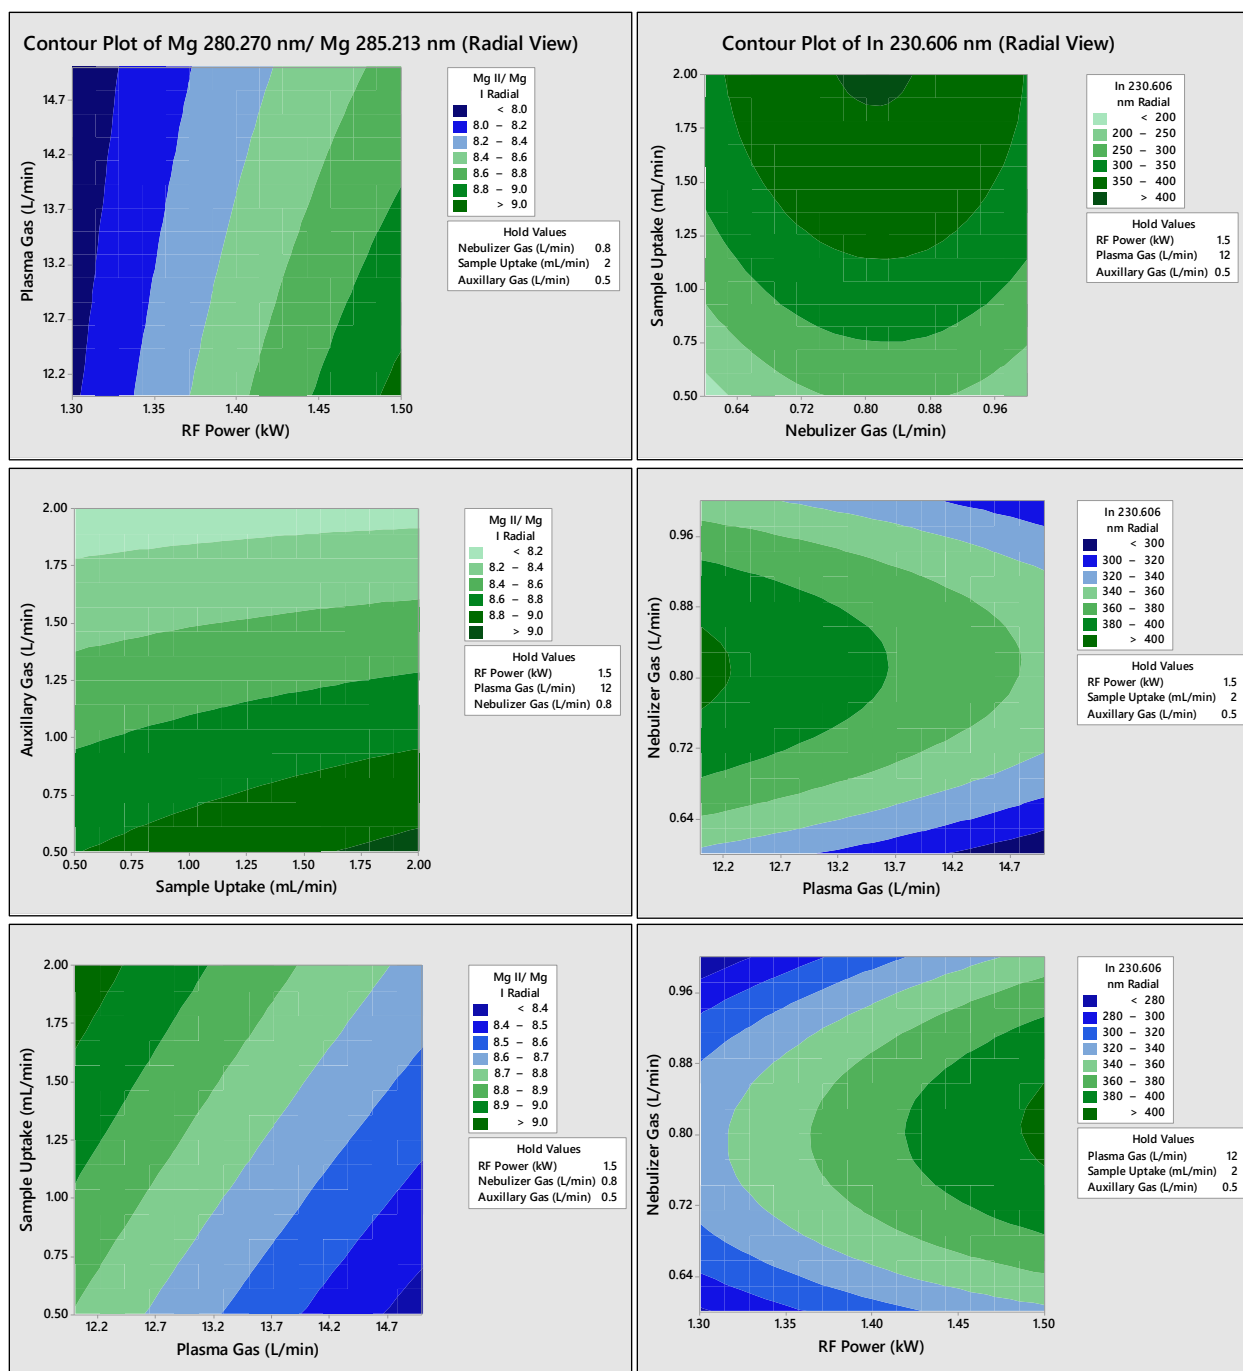 Contour Plot of Mg 280.270 nm/ Mg 285.213 nm (Radial View)
Plasma Gas (L/min)
14.7
14.2
13.7
13.2
12.7
12.2
1.30 1.35 1.40 1.45 1.50
RF Power (kW)
Mg II/ Mg
I Radial
< 8.0
8.0 – 8.2
8.2 – 8.4
8.4 – 8.6
8.6 – 8.8
8.8 – 9.0
> 9.0
Hold Values
Nebulizer Gas (L/min) 0.8
Sample Uptake (mL/min) 2
Auxillary Gas (L/min) 0.5
Contour Plot of In 230.606 nm (Radial View)
Sample Uptake (mL/min)
2.00
1.75
1.50
1.25
1.00
0.75
0.50
0.64 0.72 0.80 0.88 0.96
Nebulizer Gas (L/min)
In 230.606
nm Radial
< 200
200 – 250
250 – 300
300 – 350
350 – 400
> 400
Hold Values
RF Power (kW) 1.5
Plasma Gas (L/min) 12
Auxillary Gas (L/min) 0.5
Auxillary Gas (L/min)
2.00
1.75
1.50
1.25
1.00
0.75
0.50
0.50 0.75 1.00 1.25 1.50 1.75 2.00
Sample Uptake (mL/min)
Mg II/ Mg
I Radial
< 8.2
8.2 – 8.4
8.4 – 8.6
8.6 – 8.8
8.8 – 9.0
> 9.0
Hold Values
RF Power (kW) 1.5
Plasma Gas (L/min) 12
Nebulizer Gas (L/min) 0.8
Nebulizer Gas (L/min)
0.96
0.88
0.80
0.72
0.64
12.2 12.7 13.2 13.7 14.2 14.7
Plasma Gas (L/min)
In 230.606
nm Radial
< 300
300 – 320
320 – 340
340 – 360
360 – 380
380 – 400
> 400
Hold Values
RF Power (kW) 1.5
Sample Uptake (mL/min) 2
Auxillary Gas (L/min) 0.5
Sample Uptake (mL/min)
2.00
1.75
1.50
1.25
1.00
0.75
0.50
12.2 12.7 13.2 13.7 14.2 14.7
Plasma Gas (L/min)
Mg II/ Mg
I Radial
< 8.4
8.4 – 8.5
8.5 – 8.6
8.6 – 8.7
8.7 – 8.8
8.8 – 8.9
8.9 – 9.0
> 9.0
Hold Values
RF Power (kW) 1.5
Nebulizer Gas (L/min) 0.8
Auxillary Gas (L/min) 0.5
Nebulizer Gas (L/min)
0.96
0.88
0.80
0.72
0.64
1.30 1.35 1.40 1.45 1.50
RF Power (kW)
In 230.606
nm Radial
< 280
280 – 300
300 – 320
320 – 340
340 – 360
360 – 380
380 – 400
> 400
Hold Values
Plasma Gas (L/min) 12
Sample Uptake (mL/min) 2
Auxillary Gas (L/min) 0.5